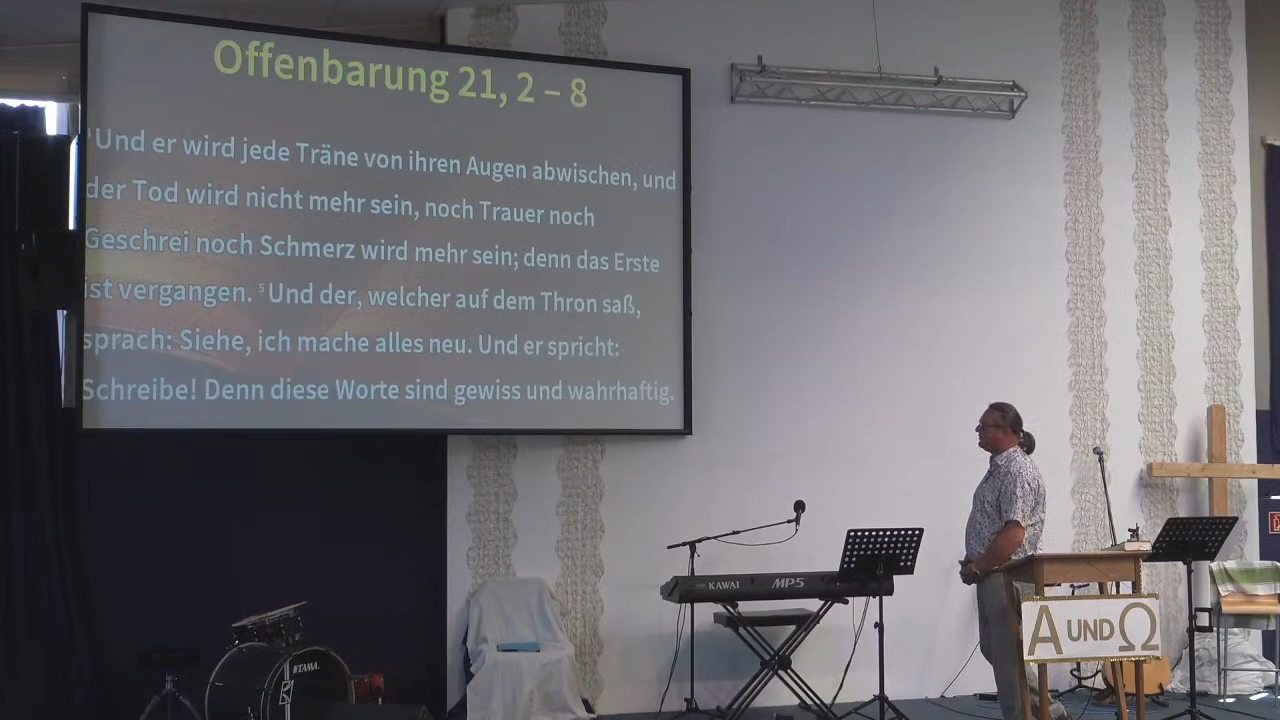 Offenbarung 21, 2 – 8
⁴Und er wird jede Träne von ihren Augen abwischen, und
der Tod wird nicht mehr sein, noch Trauer noch
Geschrei noch Schmerz wird mehr sein; denn das Erste
ist vergangen. ⁵Und der, welcher auf dem Thron saß,
sprach: Siehe, ich mache alles neu. Und er spricht:
Schreibe! Denn diese Worte sind gewiss und wahrhaftig.
KAWAI MP5
A UND Ω
TAMA